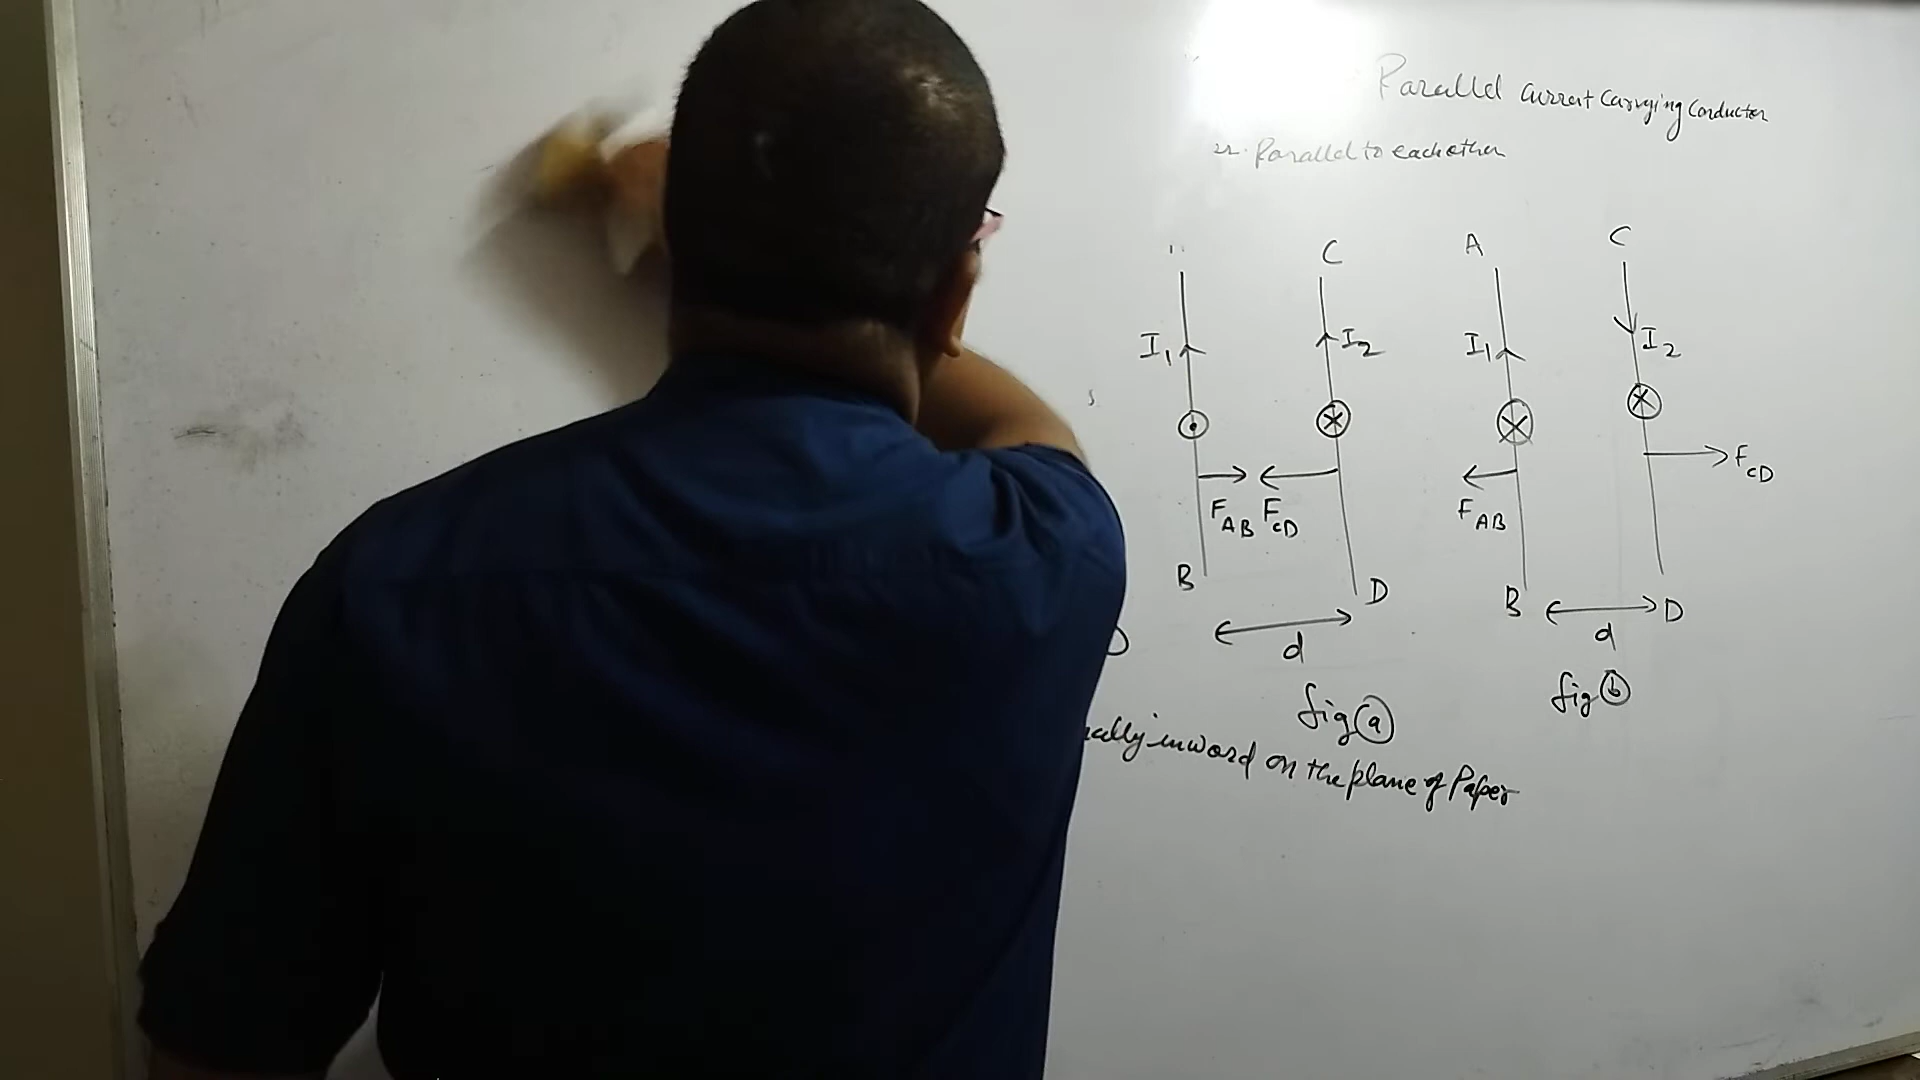 Parallel current carrying conductor
Parallel to each other
C A C
I1 I2 I1 I2
FAB FCD FAB FCD
B D B D
d d
fig (a) fig (b)
inward on the plane of Paper